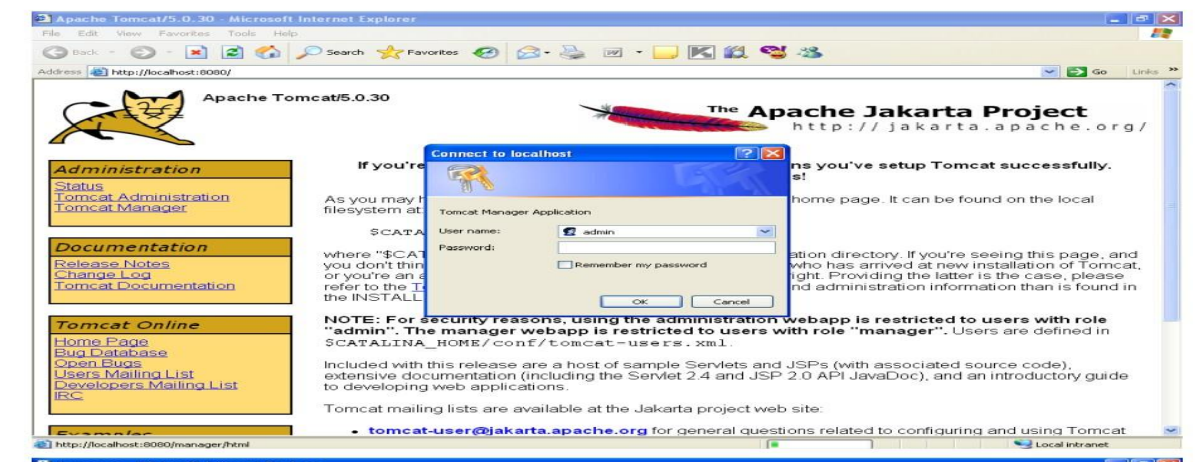 Apache Tomcat/5.0.30 - Microsoft Internet Explorer
File Edit View Favorites Tools Help
Back Search Favorites
Address http://localhost:8080/ Go Links
Apache Tomcat/5.0.30
The Apache Jakarta Project
http://jakarta.apache.org/
Connect to localhost
Tomcat Manager Application
User name: admin
Password:
Remember my password
OK Cancel
Administration
Status
Tomcat Administration
Tomcat Manager
Documentation
Release Notes
Change Log
Tomcat Documentation
Tomcat Online
Home Page
Bug Database
Open Bugs
Users Mailing List
Developers Mailing List
IRC
If you're ns you've setup Tomcat successfully.
s!
As you may h home page. It can be found on the local
filesystem at:
$CATA
where "$CAT ation directory. If you're seeing this page, and
you don't thin who has arrived at new installation of Tomcat,
or you're an a ight. Providing the latter is the case, please
refer to the T nd administration information than is found in
the INSTALL
NOTE: For security reasons, using the administration webapp is restricted to users with role
"admin". The manager webapp is restricted to users with role "manager". Users are defined in
$CATALINA_HOME/conf/tomcat-users.xml.
Included with this release are a host of sample Servlets and JSPs (with associated source code),
extensive documentation (including the Servlet 2.4 and JSP 2.0 API JavaDoc), and an introductory guide
to developing web applications.
Tomcat mailing lists are available at the Jakarta project web site:
• tomcat-user@jakarta.apache.org for general questions related to configuring and using Tomcat
http://localhost:8080/manager/html Local intranet